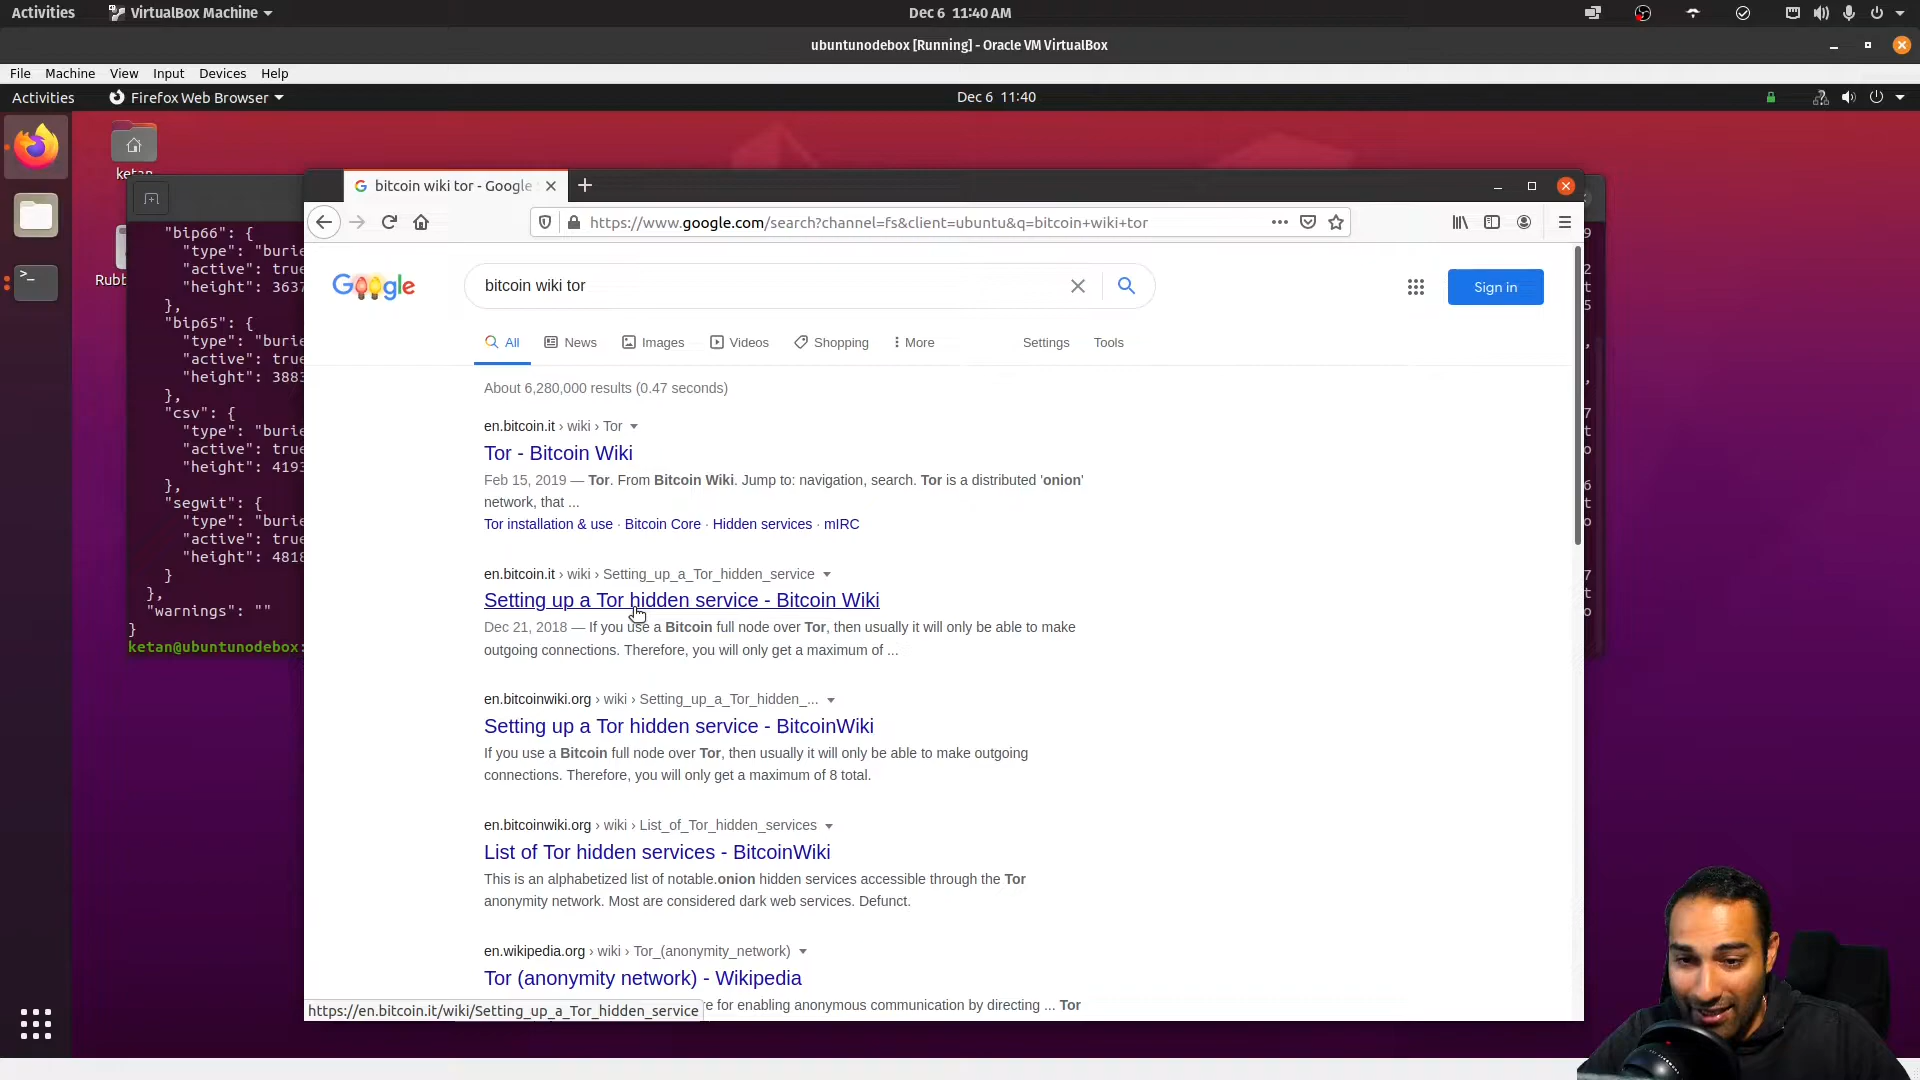 Activities VirtualBox Machine Dec 6 11:40 AM
ubuntunodebox [Running] - Oracle VM VirtualBox
File Machine View Input Devices Help
Activities Firefox Web Browser Dec 6 11:40
ketan
bitcoin wiki tor - Google
https://www.google.com/search?channel=fs&client=ubuntu&q=bitcoin+wiki+tor
"bip66": {
"type": "burie
"active": true
"height": 3637
},
"bip65": {
"type": "burie
"active": true
"height": 3883
},
"csv": {
"type": "burie
"active": true
"height": 4193
},
"segwit": {
"type": "burie
"active": true
"height": 4818
}
},
"warnings": ""
}
ketan@ubuntunodebox:
Rubb
Google
bitcoin wiki tor
Sign in
All News Images Videos Shopping More Settings Tools
About 6,280,000 results (0.47 seconds)
en.bitcoin.it › wiki › Tor
Tor - Bitcoin Wiki
Feb 15, 2019 — Tor. From Bitcoin Wiki. Jump to: navigation, search. Tor is a distributed 'onion'
network, that ...
Tor installation & use · Bitcoin Core · Hidden services · mIRC
en.bitcoin.it › wiki › Setting_up_a_Tor_hidden_service
Setting up a Tor hidden service - Bitcoin Wiki
Dec 21, 2018 — If you use a Bitcoin full node over Tor, then usually it will only be able to make
outgoing connections. Therefore, you will only get a maximum of ...
en.bitcoinwiki.org › wiki › Setting_up_a_Tor_hidden_...
Setting up a Tor hidden service - BitcoinWiki
If you use a Bitcoin full node over Tor, then usually it will only be able to make outgoing
connections. Therefore, you will only get a maximum of 8 total.
en.bitcoinwiki.org › wiki › List_of_Tor_hidden_services
List of Tor hidden services - BitcoinWiki
This is an alphabetized list of notable.onion hidden services accessible through the Tor
anonymity network. Most are considered dark web services. Defunct.
en.wikipedia.org › wiki › Tor_(anonymity_network)
Tor (anonymity network) - Wikipedia
re for enabling anonymous communication by directing ... Tor
https://en.bitcoin.it/wiki/Setting_up_a_Tor_hidden_service